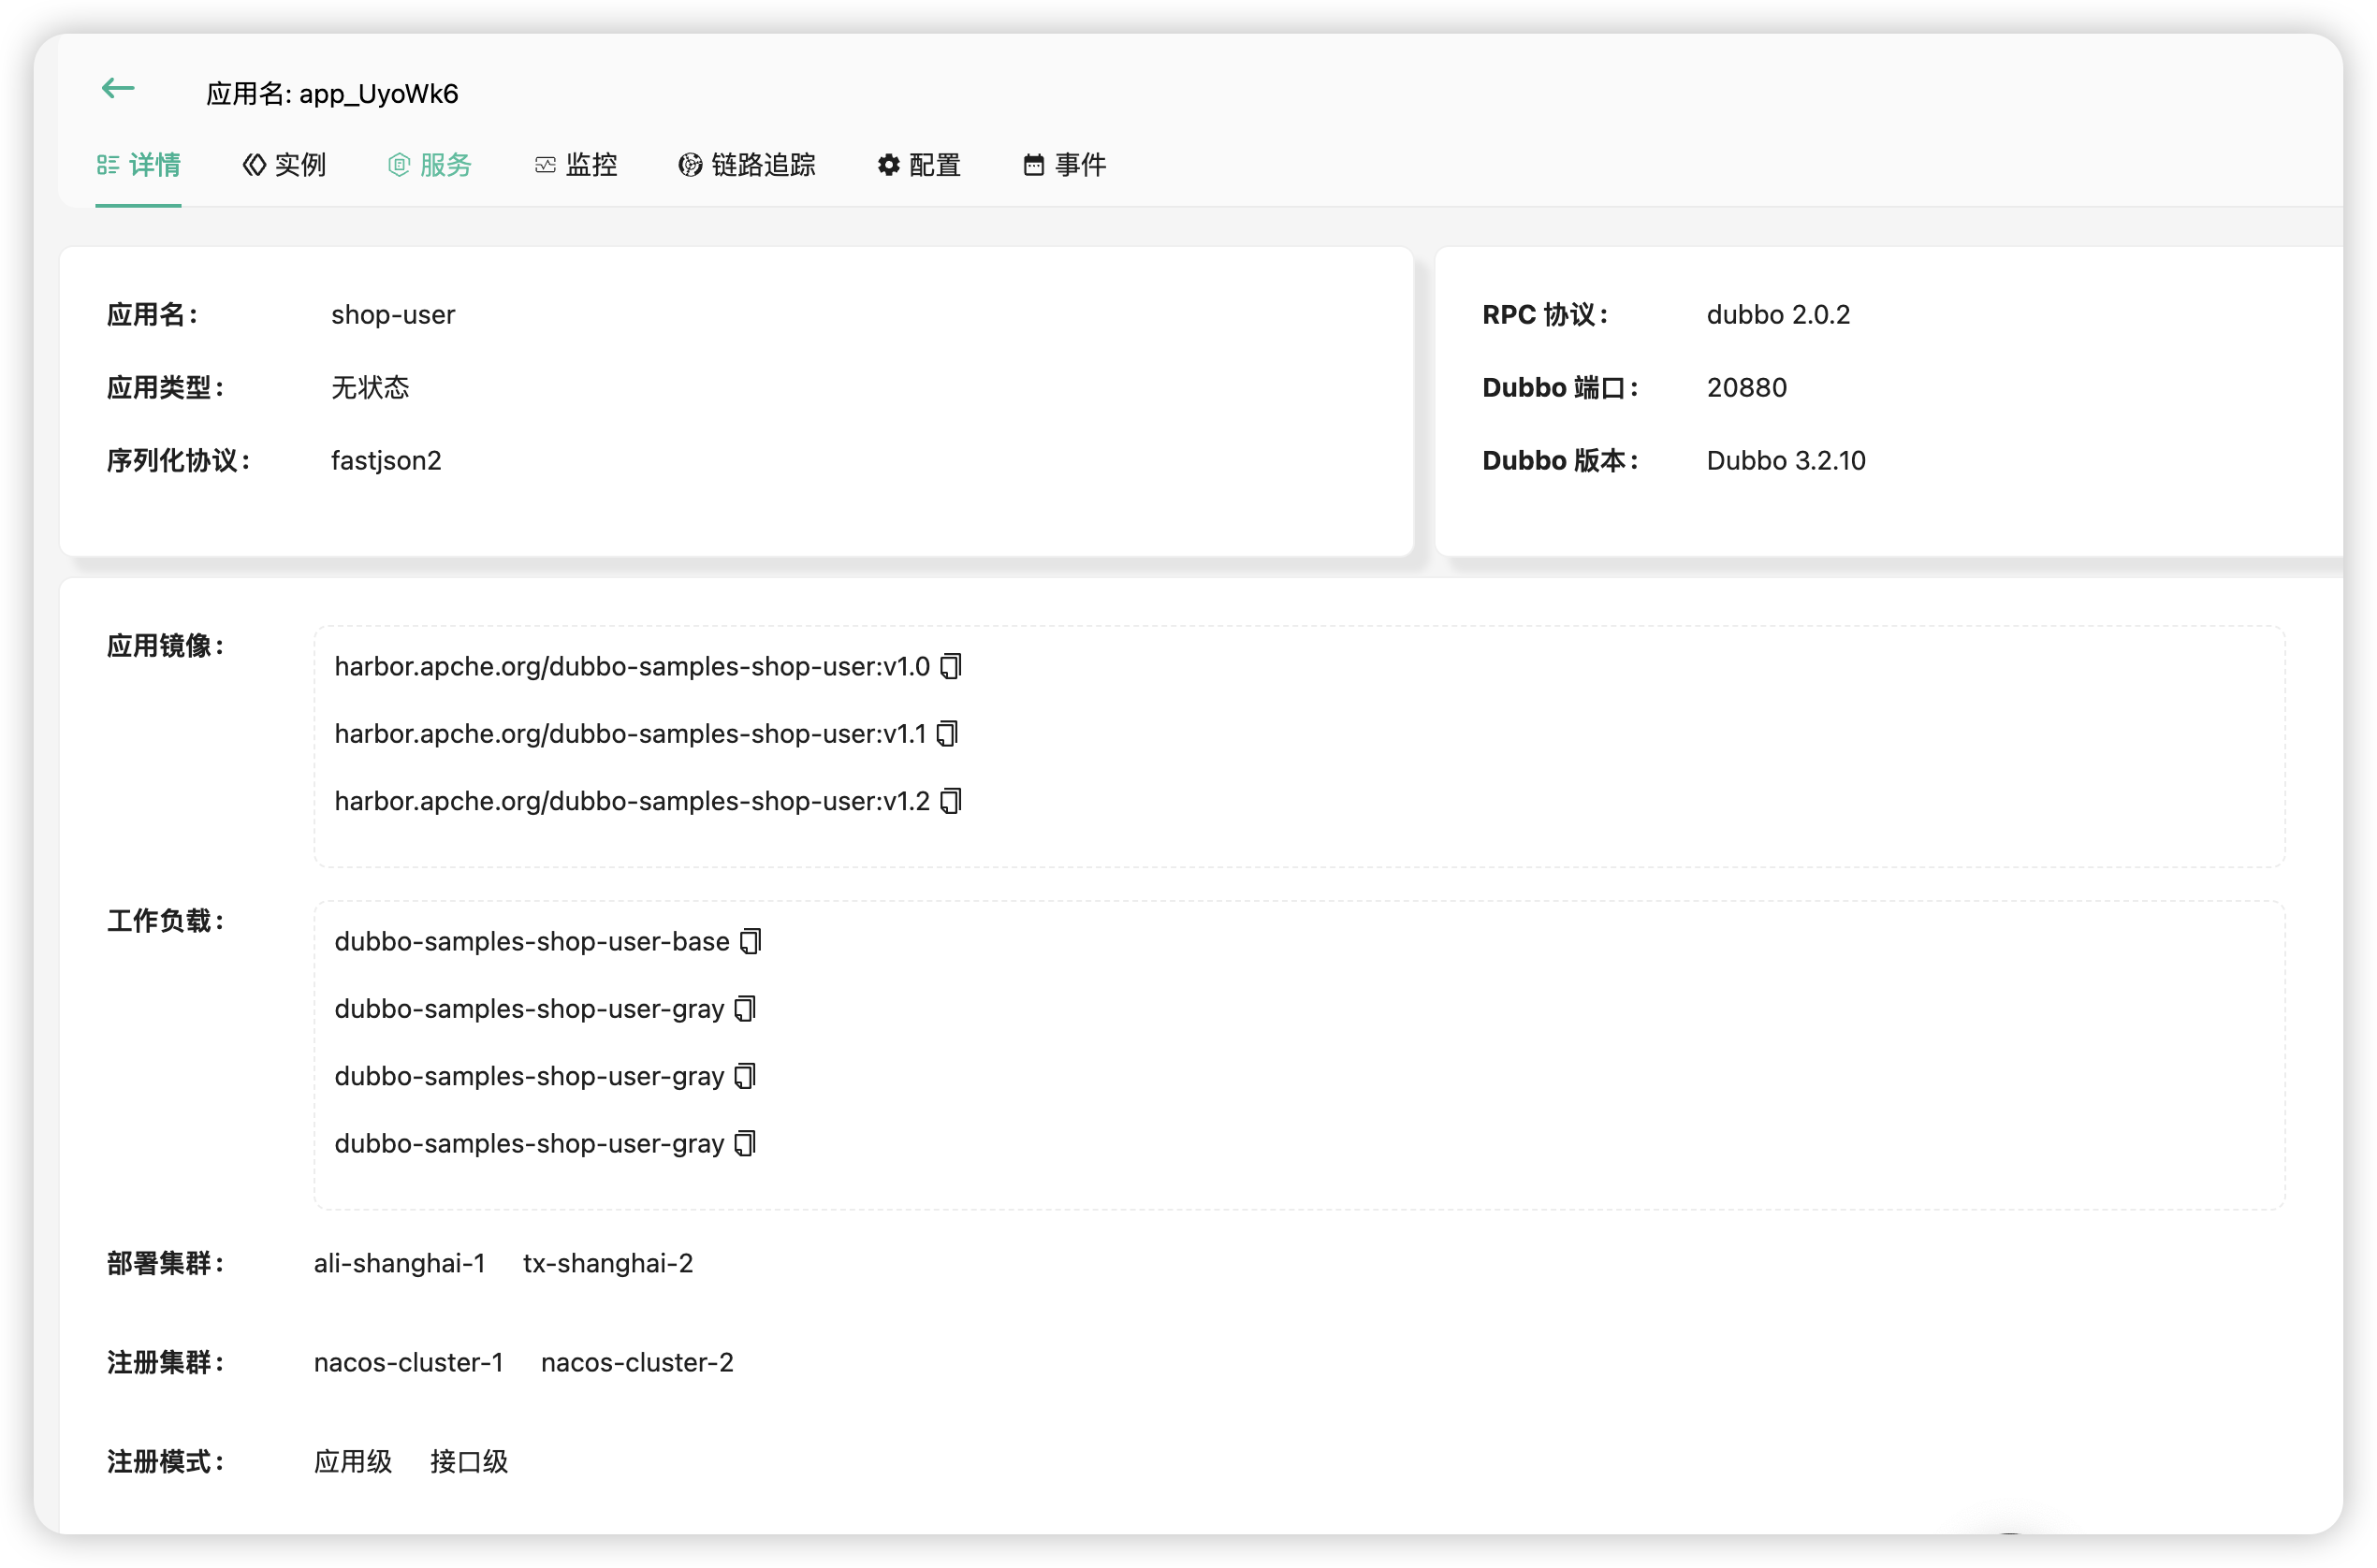 应用名: app_UyoWk6
详情 实例 服务 监控 链路追踪 配置 事件
应用名: shop-user
应用类型: 无状态
序列化协议: fastjson2
RPC 协议: dubbo 2.0.2
Dubbo 端口: 20880
Dubbo 版本: Dubbo 3.2.10
应用镜像:
harbor.apche.org/dubbo-samples-shop-user:v1.0
harbor.apche.org/dubbo-samples-shop-user:v1.1
harbor.apche.org/dubbo-samples-shop-user:v1.2
工作负载:
dubbo-samples-shop-user-base
dubbo-samples-shop-user-gray
dubbo-samples-shop-user-gray
dubbo-samples-shop-user-gray
部署集群: ali-shanghai-1 tx-shanghai-2
注册集群: nacos-cluster-1 nacos-cluster-2
注册模式: 应用级 接口级